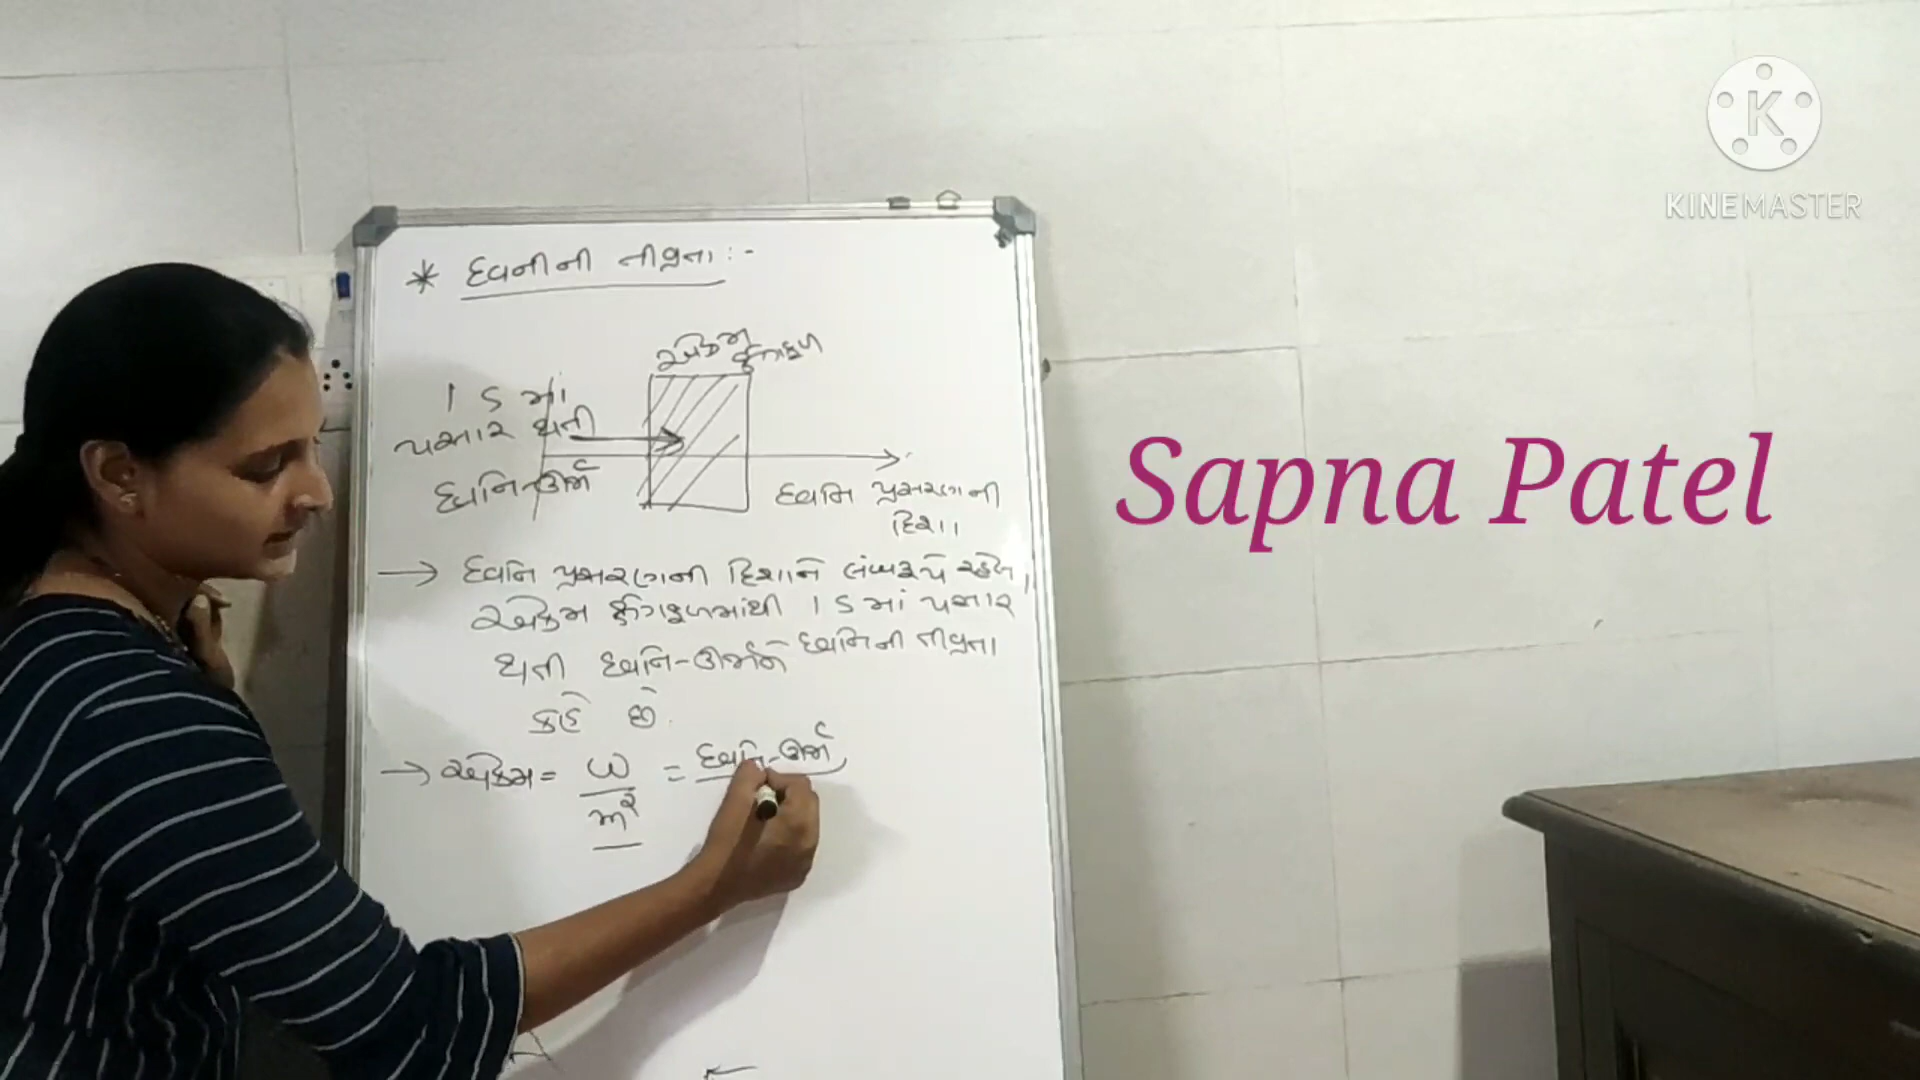 * ધ્વનીની તીવ્રતા :-
એકમ
ક્ષેત્રફળ
1 S માં
પસાર થતી
ધ્વનિ-ઊર્જા
ધ્વનિ પ્રસરણની
દિશા
→ ધ્વનિ પ્રસરણની દિશાને લંબરૂપે રહેલ
એકમ ક્ષેત્રફળમાંથી 1 S માં પસાર
થતી ધ્વનિ-ઊર્જાને ધ્વનિની તીવ્રતા
કહે છે.
→ એકમ = W/m² = ધ્વનિ-ઊર્જા
Sapna Patel
K
KINEMASTER